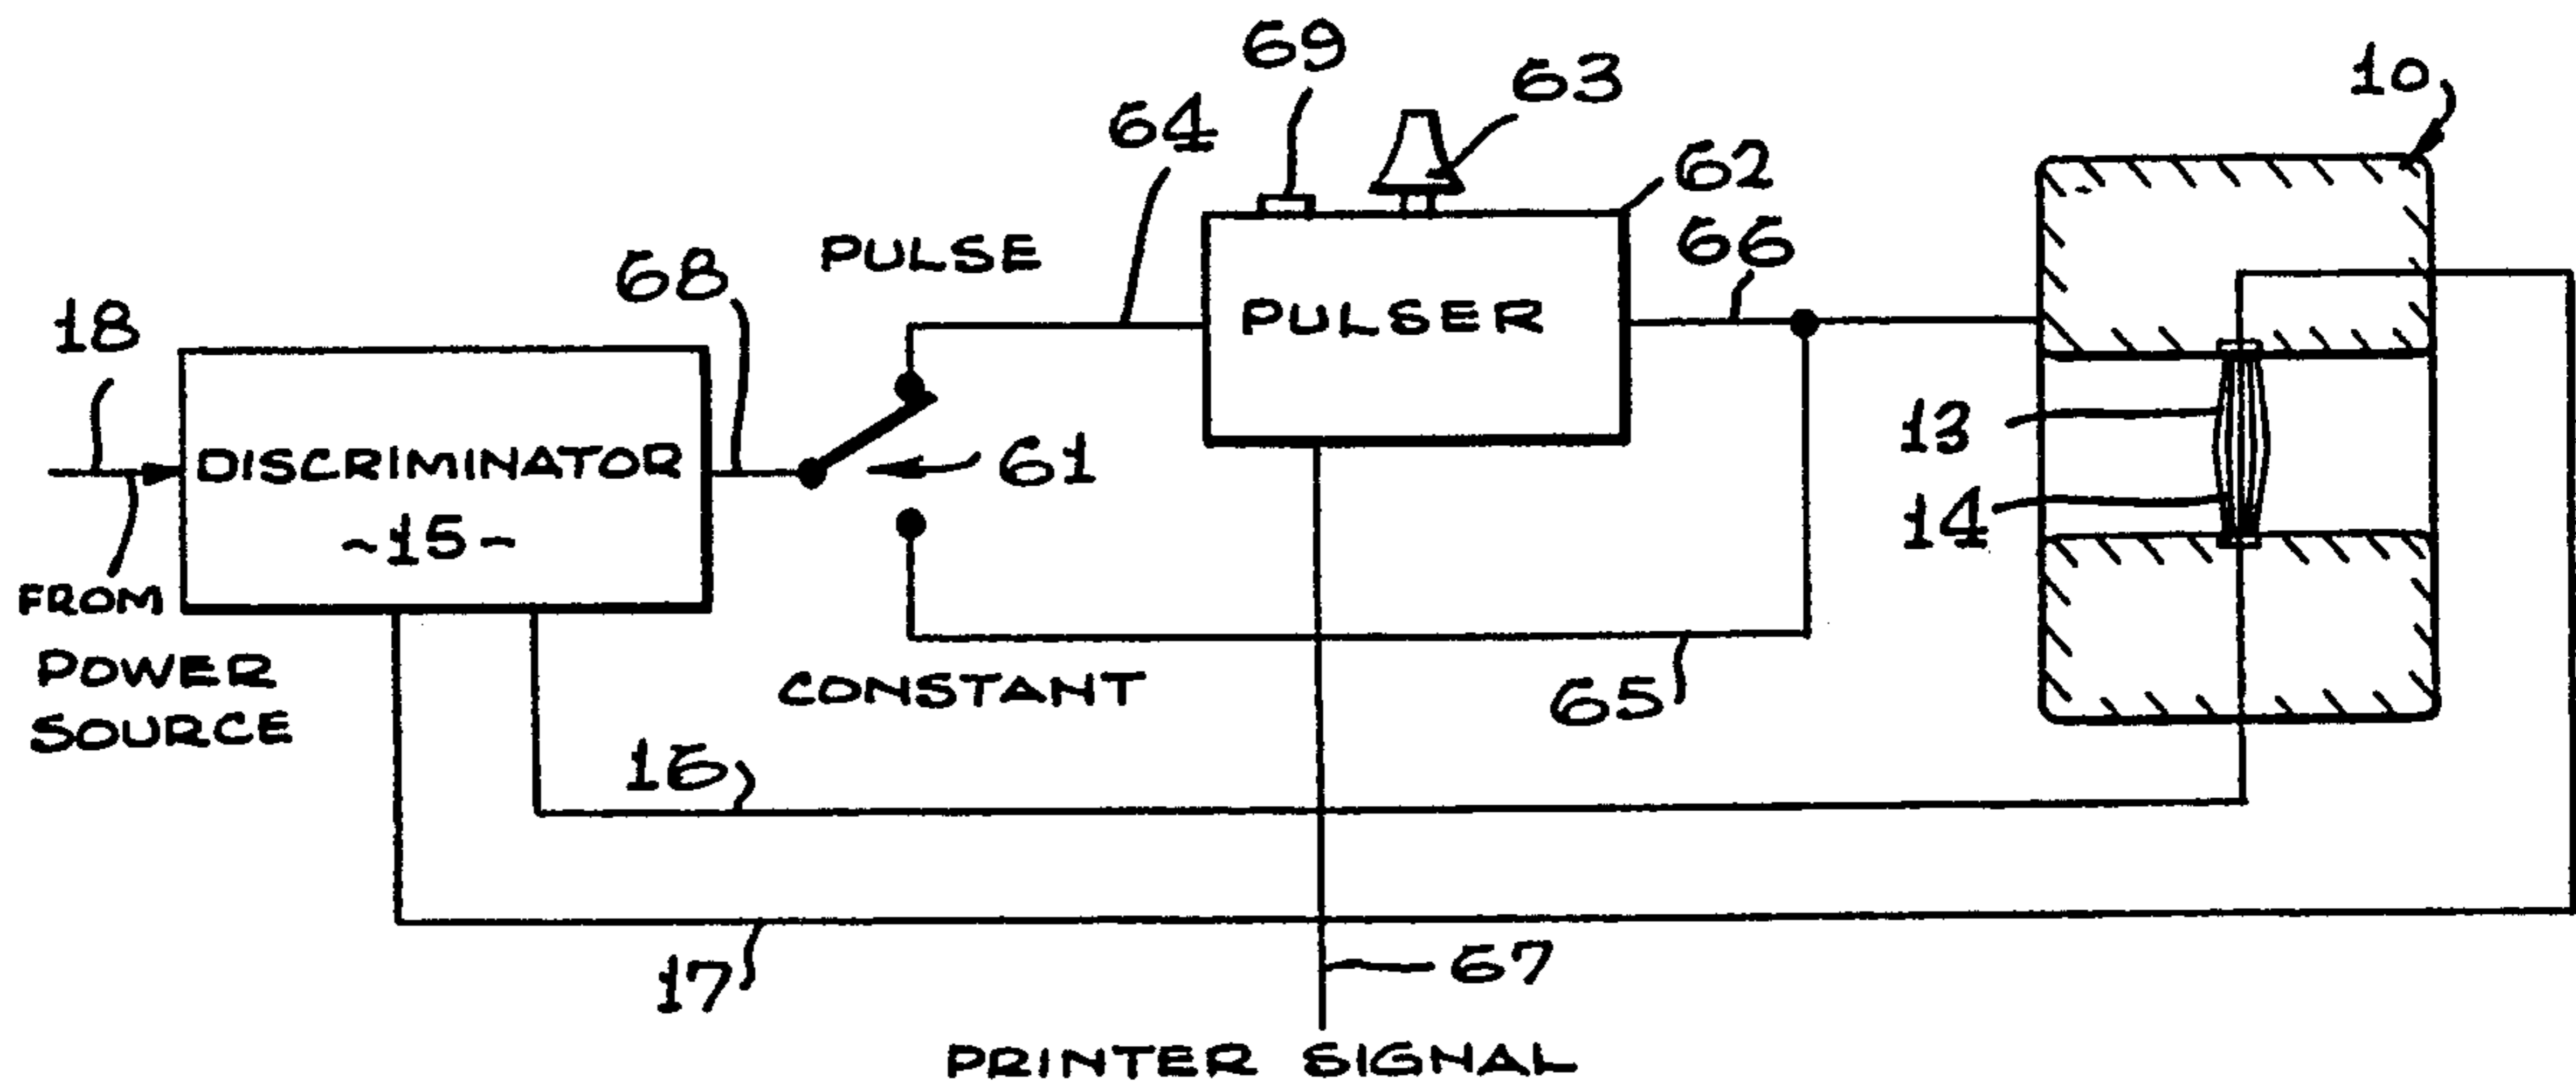 69
63
10
64
62
PULSE
68
66
18
PULSER
13
DISCRIMINATOR
61
~15-
14
FROM
POWER
SOURCE
CONSTANT
65
16
17
67
PRINTER SIGNAL